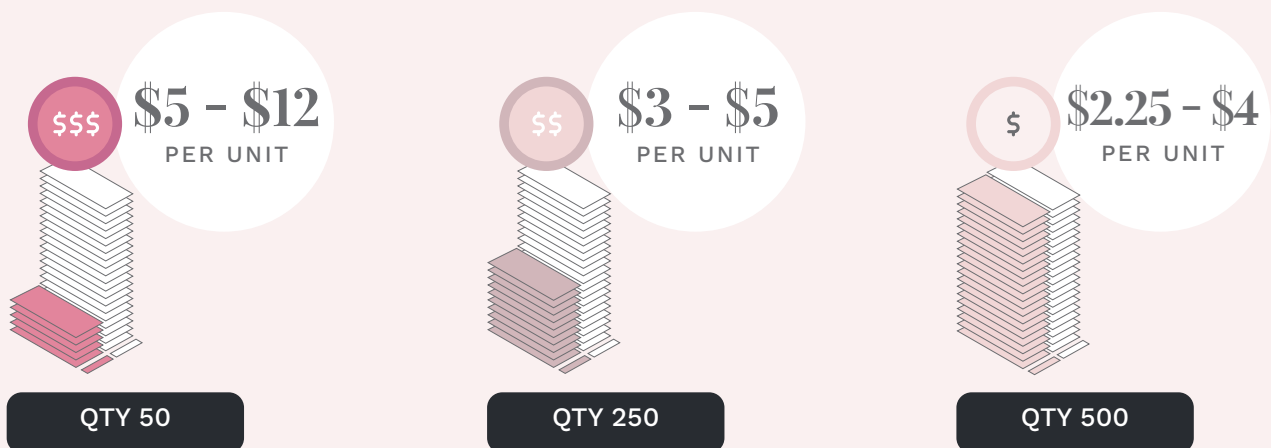 $$$
$5 – $12
PER UNIT
QTY 50
$$
$3 – $5
PER UNIT
QTY 250
$
$2.25 – $4
PER UNIT
QTY 500